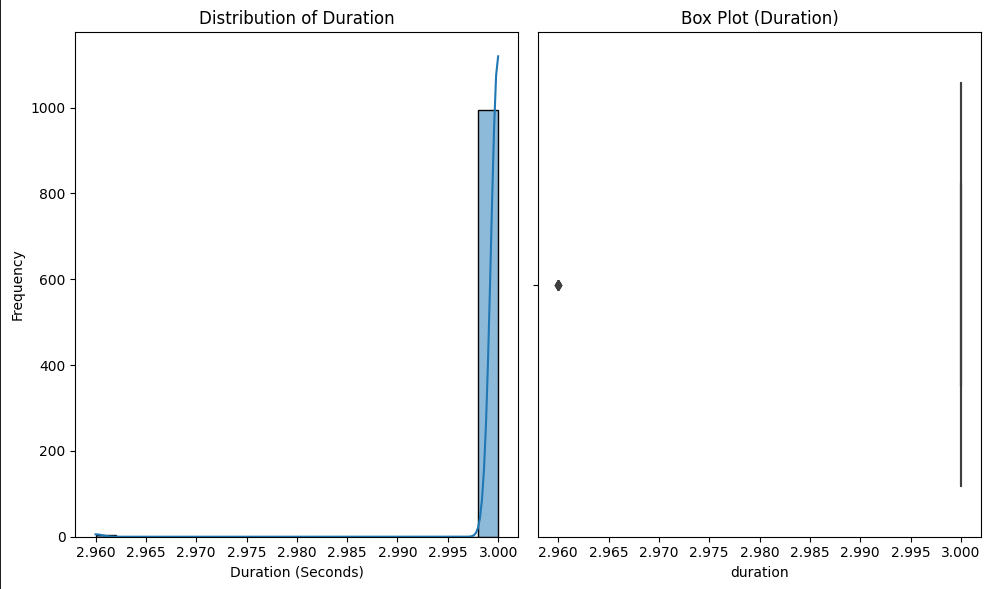 Distribution of Duration
Frequency
1000
800
600
400
200
0
2.960 2.965 2.970 2.975 2.980 2.985 2.990 2.995 3.000
Duration (Seconds)
Box Plot (Duration)
2.960 2.965 2.970 2.975 2.980 2.985 2.990 2.995 3.000
duration